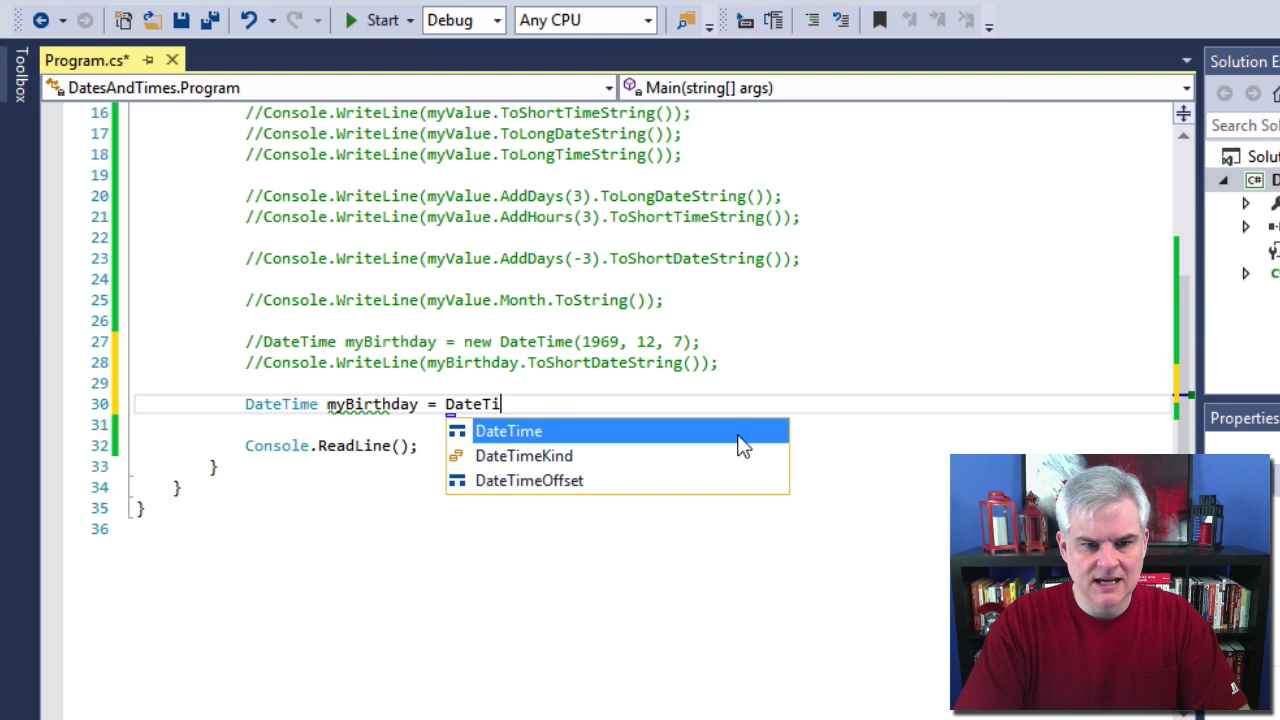 Start Debug Any CPU
Toolbox
Program.cs*
Solution E
DatesAndTimes.Program Main(string[] args)
Search Sol
Solu
C# D
16 //Console.WriteLine(myValue.ToShortTimeString());
17 //Console.WriteLine(myValue.ToLongDateString());
18 //Console.WriteLine(myValue.ToLongTimeString());
19
20 //Console.WriteLine(myValue.AddDays(3).ToLongDateString());
21 //Console.WriteLine(myValue.AddHours(3).ToShortTimeString());
22
23 //Console.WriteLine(myValue.AddDays(-3).ToShortDateString());
24
25 //Console.WriteLine(myValue.Month.ToString());
26
27 //DateTime myBirthday = new DateTime(1969, 12, 7);
28 //Console.WriteLine(myBirthday.ToShortDateString());
29
30 DateTime myBirthday = DateTi
31
DateTime
DateTimeKind
DateTimeOffset
32 Console.ReadLine();
33 }
34 }
35 }
36
Properties